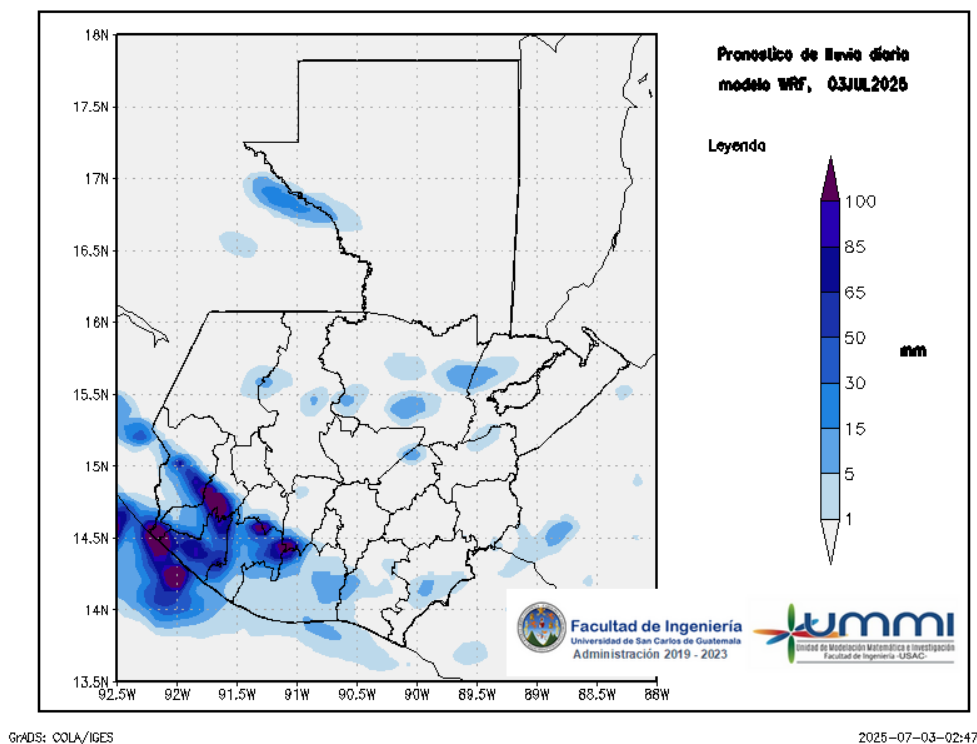 Pronostico de lluvia diaria
modelo WRF, 03JUL2025
Leyenda
100
85
65
50
30
15
5
1
mm
18N
17.5N
17N
16.5N
16N
15.5N
15N
14.5N
14N
13.5N
92.5W
92W
91.5W
91W
90.5W
90W
89.5W
89W
88.5W
88W
Facultad de Ingeniería
Universidad de San Carlos de Guatemala
Administración 2019 - 2023
UMMI
Unidad de Modelación Matemática e Investigación
Facultad de Ingeniería -USAC-
GrADS: COLA/IGES
2025-07-03-02:47